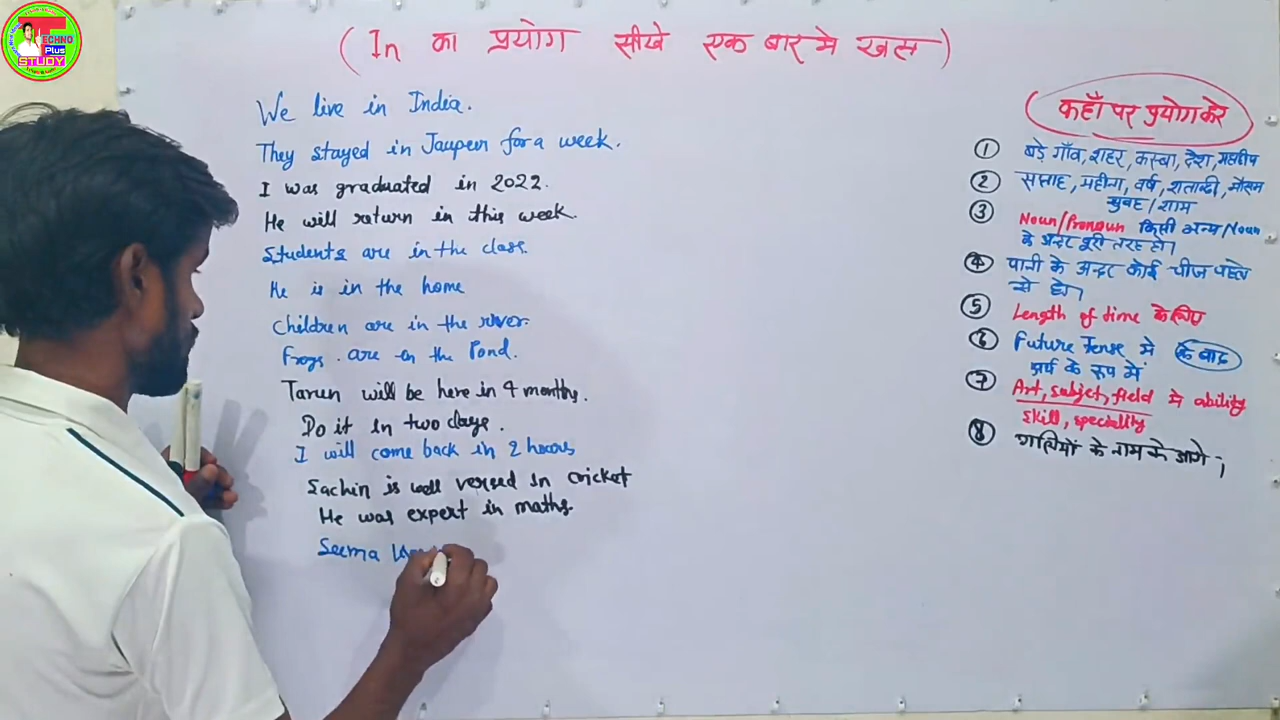 TECHNO
Plus
STUDY
( In का प्रयोग सीखे एक बार मे खत्म )
We live in India.
They stayed in Jaupeur for a week.
I was graduated in 2022.
He will return in this week.
Students are in the class.
He is in the home
Children are in the river.
Frogs. are in the Pond.
Tarun will be here in 4 months.
Do it in two days.
I will come back in 2 hours
Sachin is well versed in cricket
He was expert in maths
Seema
कहाँ पर प्रयोग करे
① बड़े गाँव, शहर, कस्बा, देश, महाद्वीप
② सप्ताह, महीना, वर्ष, शताब्दी, मौसम
सुबह/शाम
③ Noun/Pronoun किसी अन्य Noun
के अन्दर पूरी तरह हो।
④ पानी के अन्दर कोई चीज पहले
से हो।
⑤ Length of time के लिए
⑥ Future Tense मे के बाद
अर्थ के रूप में
⑦ Art, subject, field मे ability
skill, speciality
⑧ गलियों के नाम के आगे ;